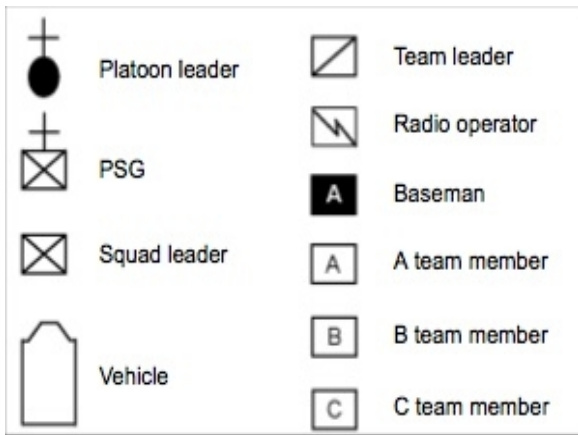 Platoon leader
PSG
Squad leader
Vehicle
Team leader
Radio operator
A Baseman
A A team member
B B team member
C C team member